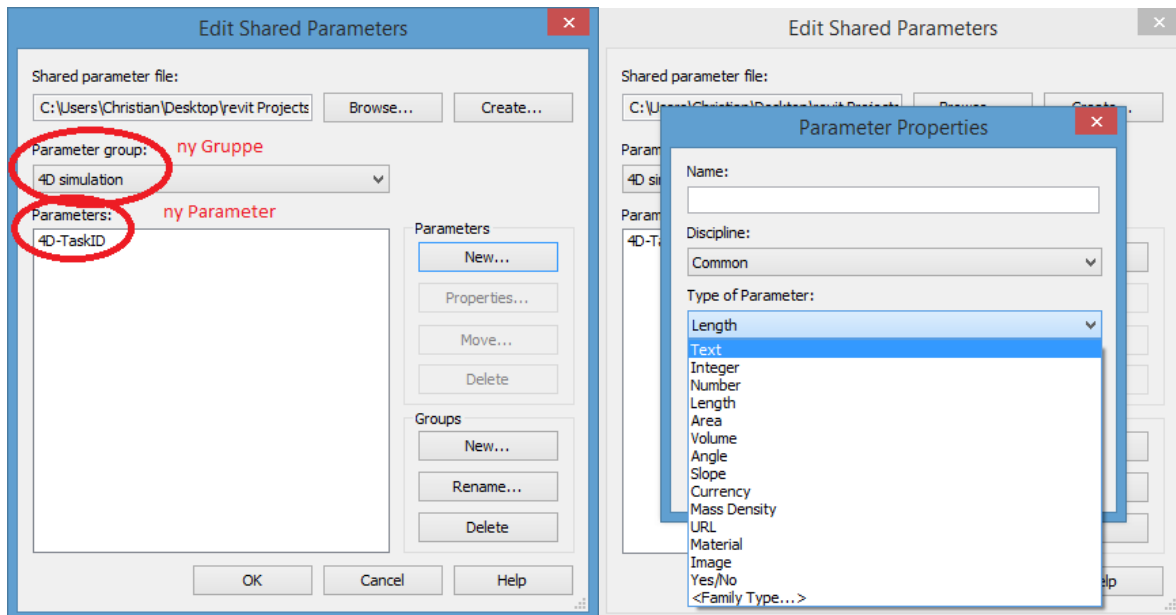 Edit Shared Parameters
Shared parameter file:
C:\Users\Christian\Desktop\revit Projects
Browse...
Create...
Parameter group:
ny Gruppe
4D simulation
Parameters:
ny Parameter
4D-TaskID
Parameters
New...
Properties...
Move...
Delete
Groups
New...
Rename...
Delete
OK
Cancel
Help
Edit Shared Parameters
Shared parameter file:
Parameter Properties
Name:
Discipline:
Common
Type of Parameter:
Length
Text
Integer
Number
Length
Area
Volume
Angle
Slope
Currency
Mass Density
URL
Material
Image
Yes/No
<Family Type...>